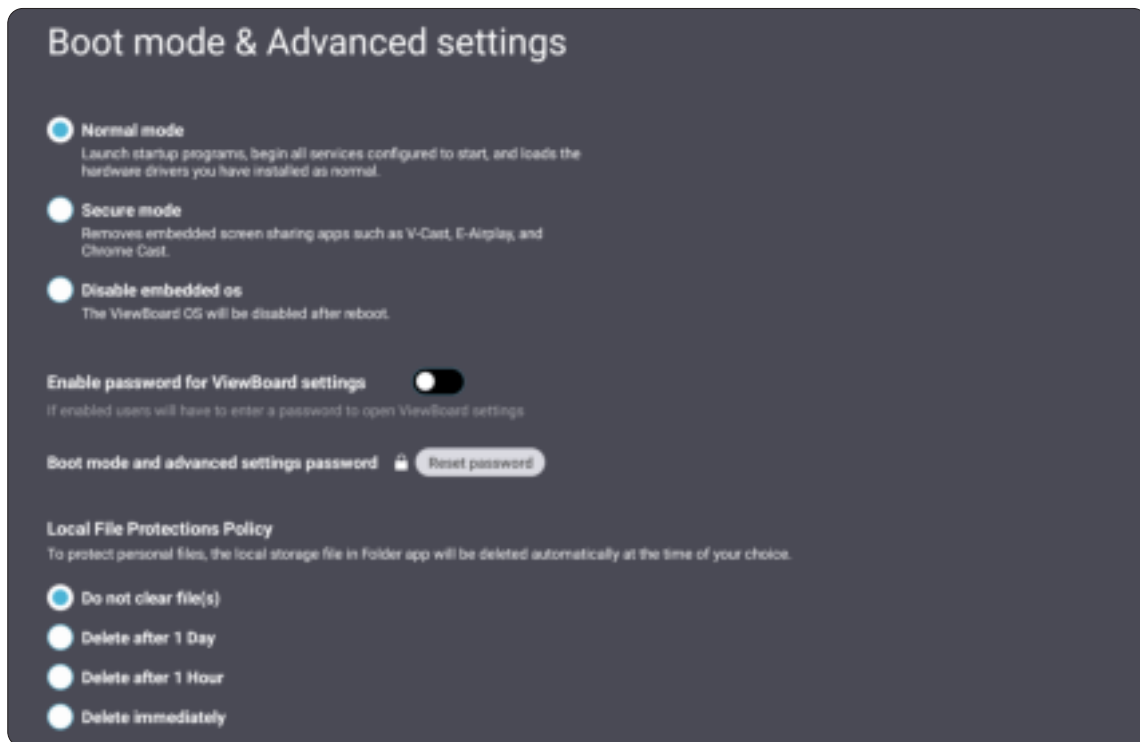 Boot mode & Advanced settings
Normal mode
Launch startup programs, begin all services configured to start, and loads the
hardware drivers you have installed as normal.
Secure mode
Removes embedded screen sharing apps such as V-Cast, E-Airplay, and
Chrome Cast.
Disable embedded os
The ViewBoard OS will be disabled after reboot.
Enable password for ViewBoard settings
If enabled users will have to enter a password to open ViewBoard settings
Boot mode and advanced settings password Reset password
Local File Protections Policy
To protect personal files, the local storage file in Folder app will be deleted automatically at the time of your choice.
Do not clear file(s)
Delete after 1 Day
Delete after 1 Hour
Delete immediately